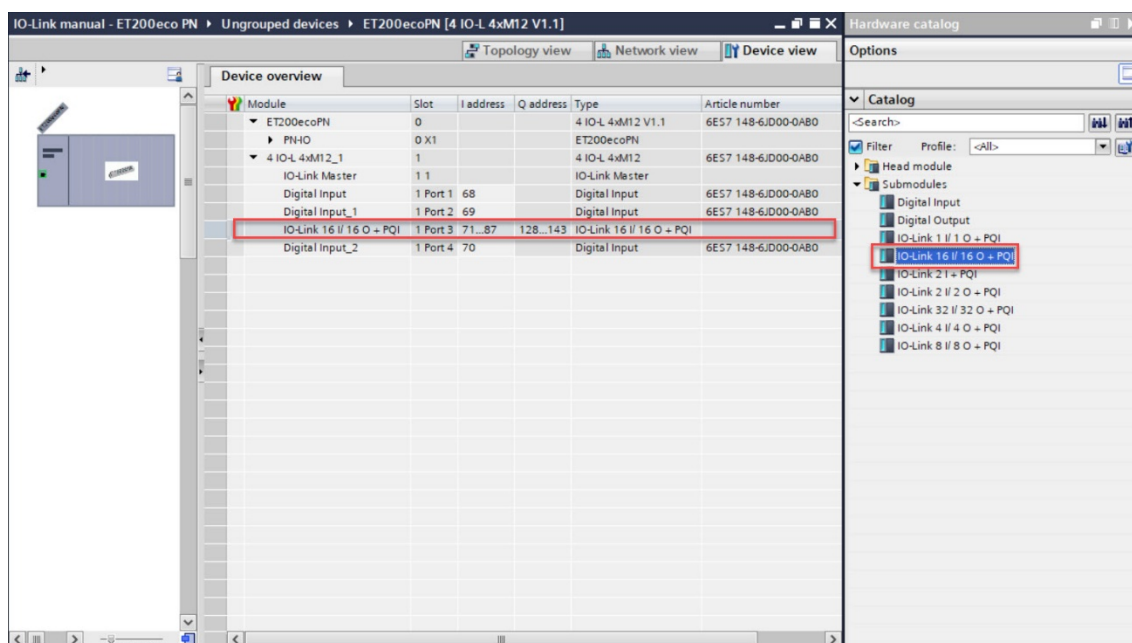 IO-Link manual - ET200eco PN ▸ Ungrouped devices ▸ ET200ecoPN [4 IO-L 4xM12 V1.1]
Topology view Network view Device view
Device overview
Module Slot I address Q address Type Article number
ET200ecoPN 0 4 IO-L 4xM12 V1.1 6ES7 148-6JD00-0AB0
PN-IO 0 X1 ET200ecoPN
4 IO-L 4xM12_1 1 4 IO-L 4xM12 6ES7 148-6JD00-0AB0
IO-Link Master 1 1 IO-Link Master
Digital Input 1 Port 1 68 Digital Input 6ES7 148-6JD00-0AB0
Digital Input_1 1 Port 2 69 Digital Input 6ES7 148-6JD00-0AB0
IO-Link 16 I/ 16 O + PQI 1 Port 3 71...87 128...143 IO-Link 16 I/ 16 O + PQI
Digital Input_2 1 Port 4 70 Digital Input 6ES7 148-6JD00-0AB0
Hardware catalog
Options
Catalog
<Search>
Filter Profile: <All>
Head module
Submodules
Digital Input
Digital Output
IO-Link 1 I/ 1 O + PQI
IO-Link 16 I/ 16 O + PQI
IO-Link 2 I + PQI
IO-Link 2 I/ 2 O + PQI
IO-Link 32 I/ 32 O + PQI
IO-Link 4 I/ 4 O + PQI
IO-Link 8 I/ 8 O + PQI